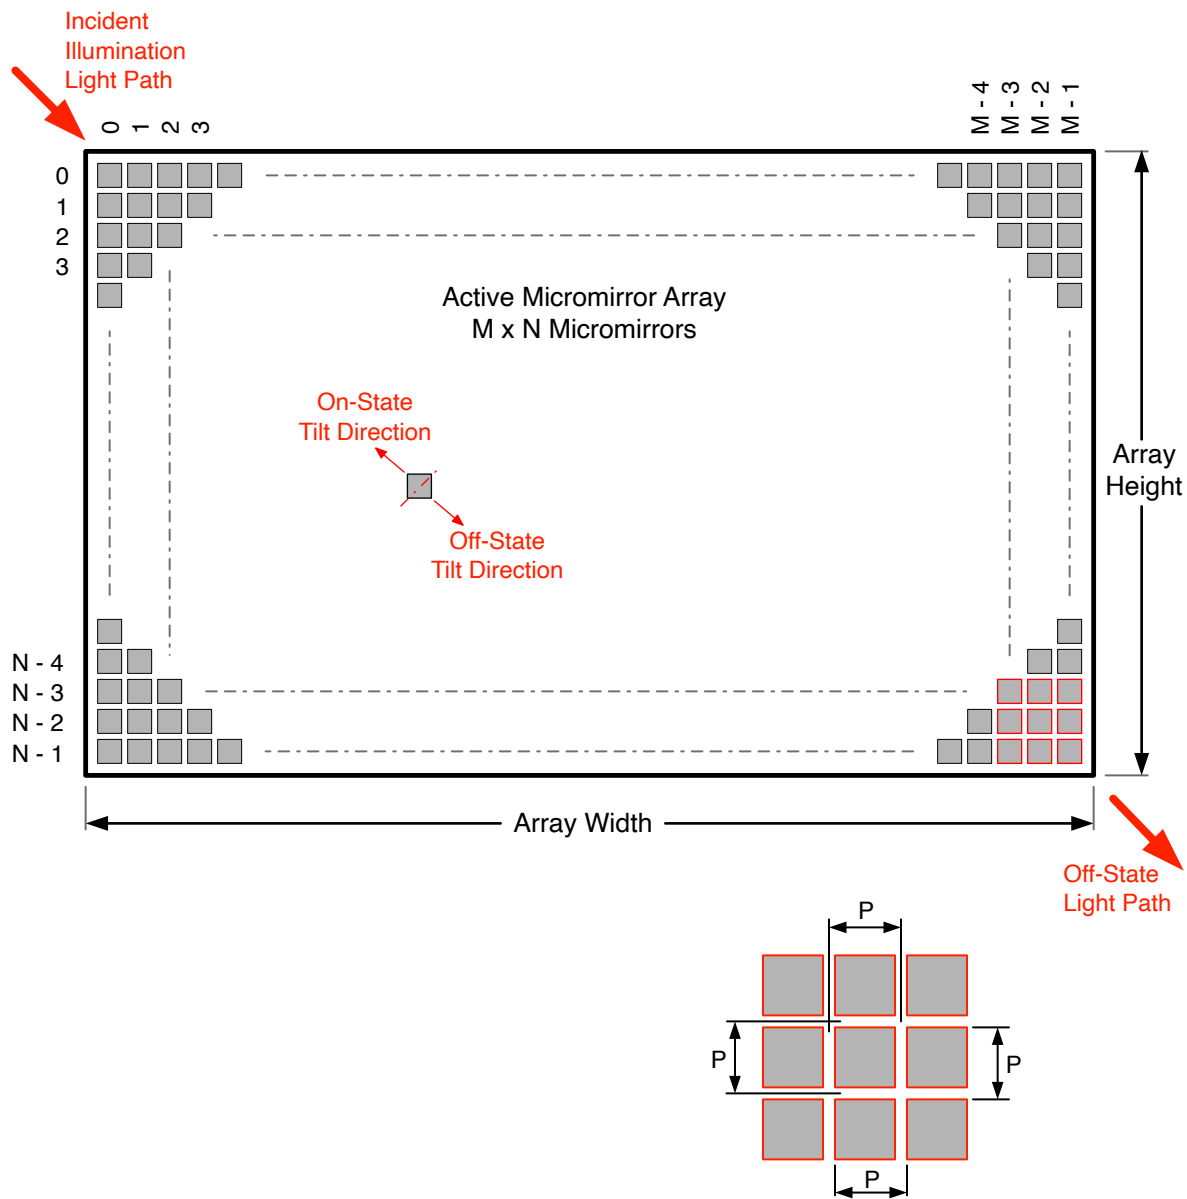 Incident
Illumination
Light Path
0
1
2
3
M - 4
M - 3
M - 2
M - 1
0
1
2
3
Active Micromirror Array
M x N Micromirrors
On-State
Tilt Direction
Off-State
Tilt Direction
Array
Height
N - 4
N - 3
N - 2
N - 1
Array Width
Off-State
Light Path
P
P
P
P